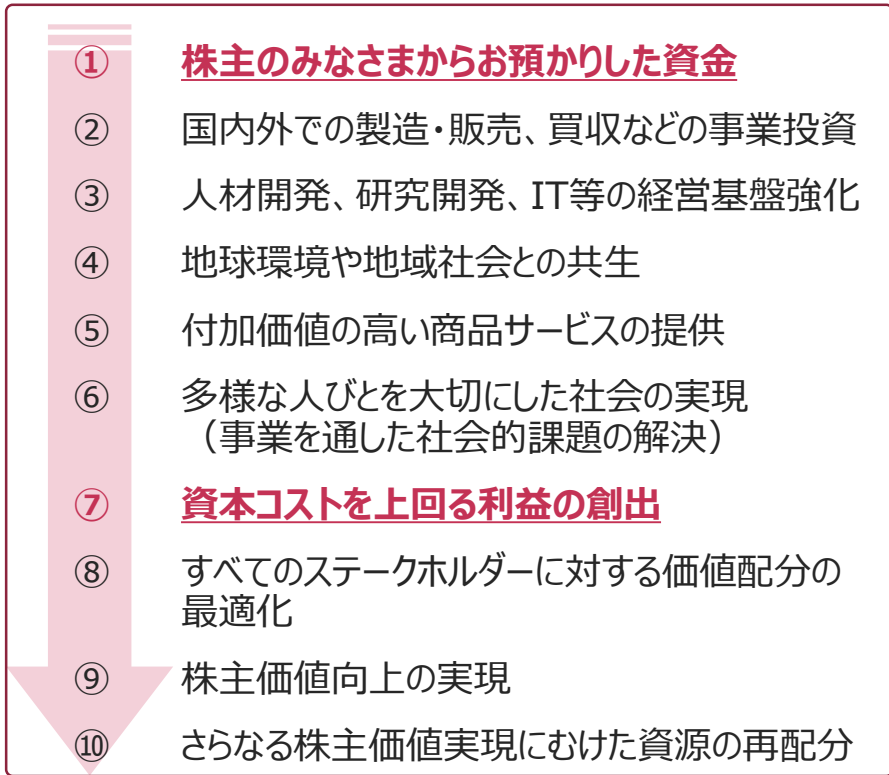 ① 株主のみなさまからお預かりした資金
② 国内外での製造・販売、買収などの事業投資
③ 人材開発、研究開発、IT等の経営基盤強化
④ 地球環境や地域社会との共生
⑤ 付加価値の高い商品サービスの提供
⑥ 多様な人びとを大切にした社会の実現
（事業を通した社会的課題の解決）
⑦ 資本コストを上回る利益の創出
⑧ すべてのステークホルダーに対する価値配分の
最適化
⑨ 株主価値向上の実現
⑩ さらなる株主価値実現にむけた資源の再配分